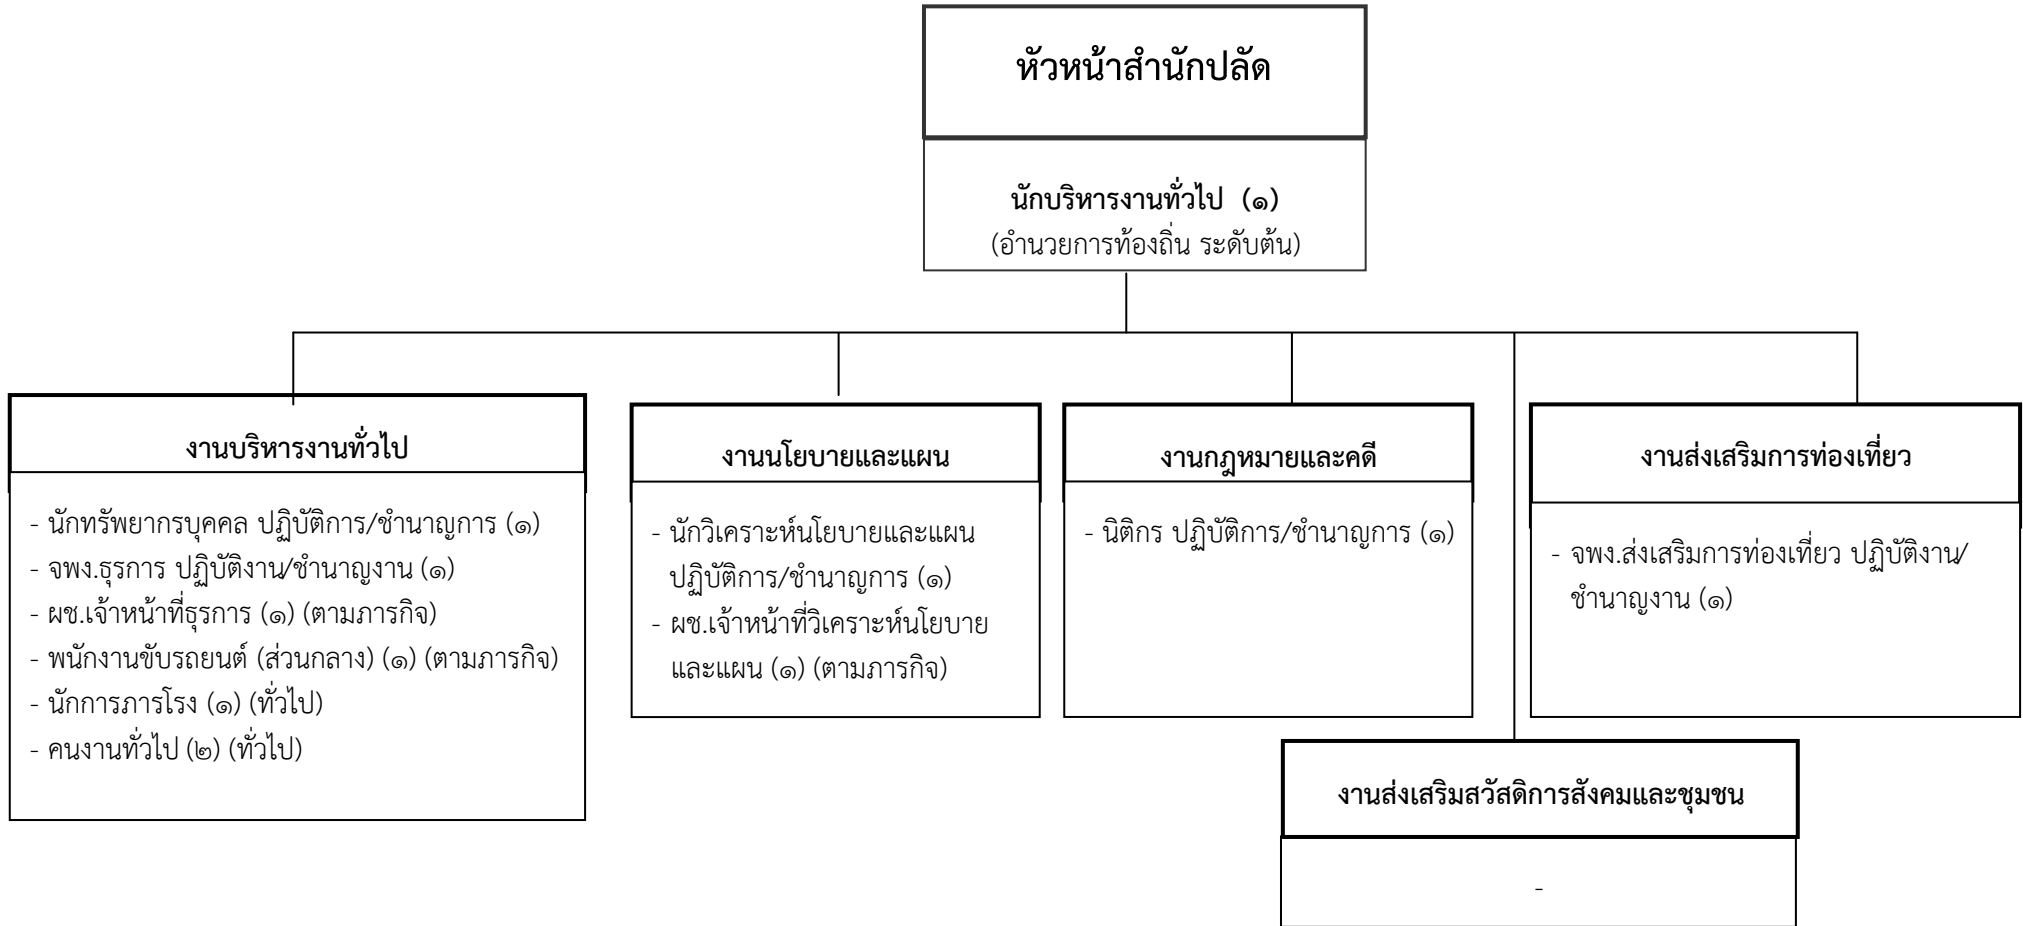 หัวหน้าสำนักปลัด
นักบริหารงานทั่วไป (๑)
(อำนวยการท้องถิ่น ระดับต้น)
งานบริหารงานทั่วไป
- นักทรัพยากรบุคคล ปฏิบัติการ/ชำนาญการ (๑)
- จพง.ธุรการ ปฏิบัติงาน/ชำนาญงาน (๑)
- ผช.เจ้าหน้าที่ธุรการ (๑) (ตามภารกิจ)
- พนักงานขับรถยนต์ (ส่วนกลาง) (๑) (ตามภารกิจ)
- นักการภารโรง (๑) (ทั่วไป)
- คนงานทั่วไป (๒) (ทั่วไป)
งานนโยบายและแผน
- นักวิเคราะห์นโยบายและแผน
ปฏิบัติการ/ชำนาญการ (๑)
- ผช.เจ้าหน้าที่วิเคราะห์นโยบาย
และแผน (๑) (ตามภารกิจ)
งานกฎหมายและคดี
- นิติกร ปฏิบัติการ/ชำนาญการ (๑)
งานส่งเสริมการท่องเที่ยว
- จพง.ส่งเสริมการท่องเที่ยว ปฏิบัติงาน/
ชำนาญงาน (๑)
งานส่งเสริมสวัสดิการสังคมและชุมชน
-